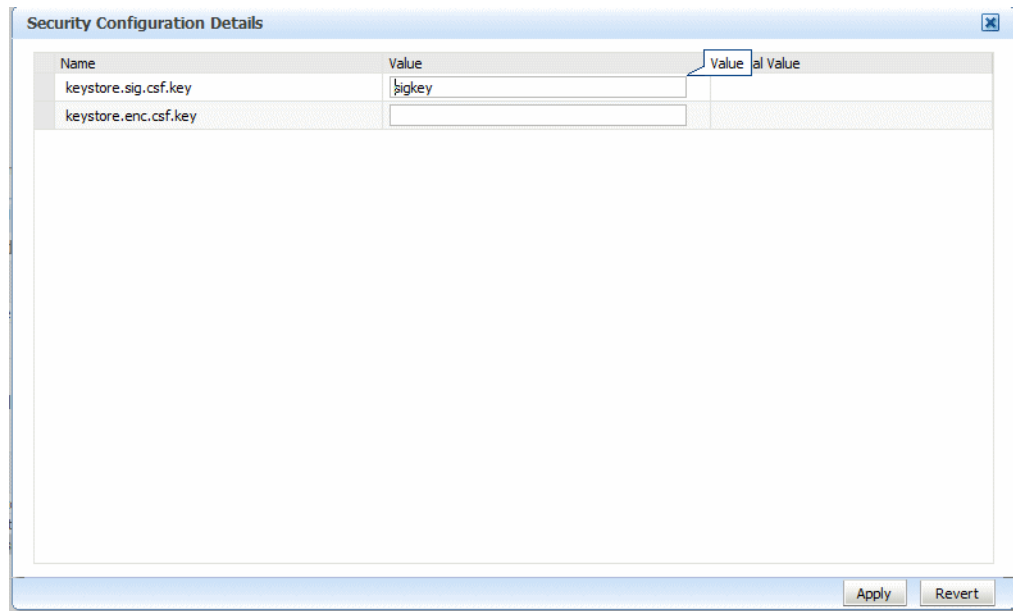 Security Configuration Details
Name Value Value al Value
keystore.sig.csf.key sigkey
keystore.enc.csf.key
Apply Revert